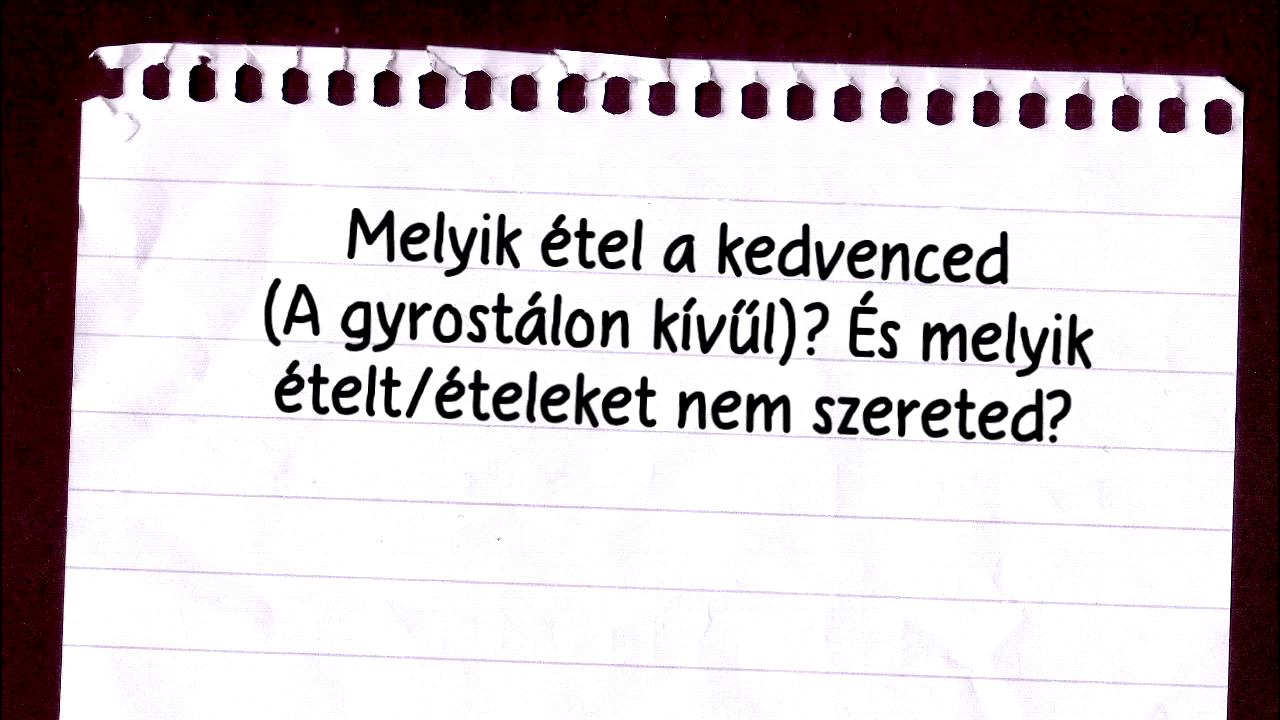 Melyik étel a kedvenced
(A gyrostálon kívűl)? És melyik
ételt/ételeket nem szereted?